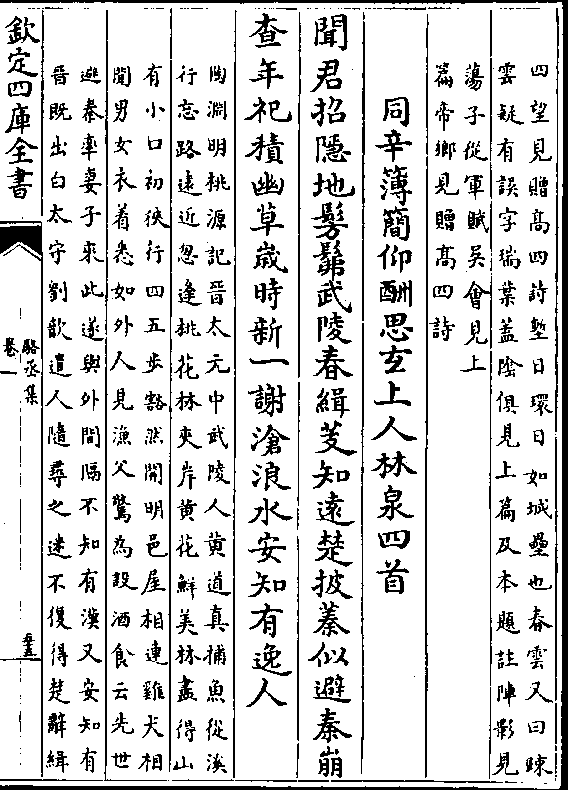 四望見贈髙四詩塹日環日如城壘也春雲又曰竦
雲疑有誤字瑞葉蓋陰俱見上篇及本題註陣影見
蕩子從軍賦吳會見上
篇帝鄉見贈髙四詩
同辛簿簡仰酬思玄上人林泉四首
聞君招隱地髣髴武陵春緝芰知還楚披蓁似避秦崩
查年祀積幽草歳時新一謝滄浪水安知有逸人
陶淵明桃源記晉太元中武陵人黄道真捕魚從溪
行忘路遠近忽逢桃花林夾岸黄花鮮美林盡得山
有小口初狹行四五步豁然開明邑屋相連雞犬相
聞男女衣着悉如外人見漁父驚為設酒食云先世
避秦率妻子來此遂與外間隔不知有漢又安知有
晉既出白太守劉歆遣人隨尋之迷不復得楚辭緝
欽定四庫全書
駱丞集
卷一